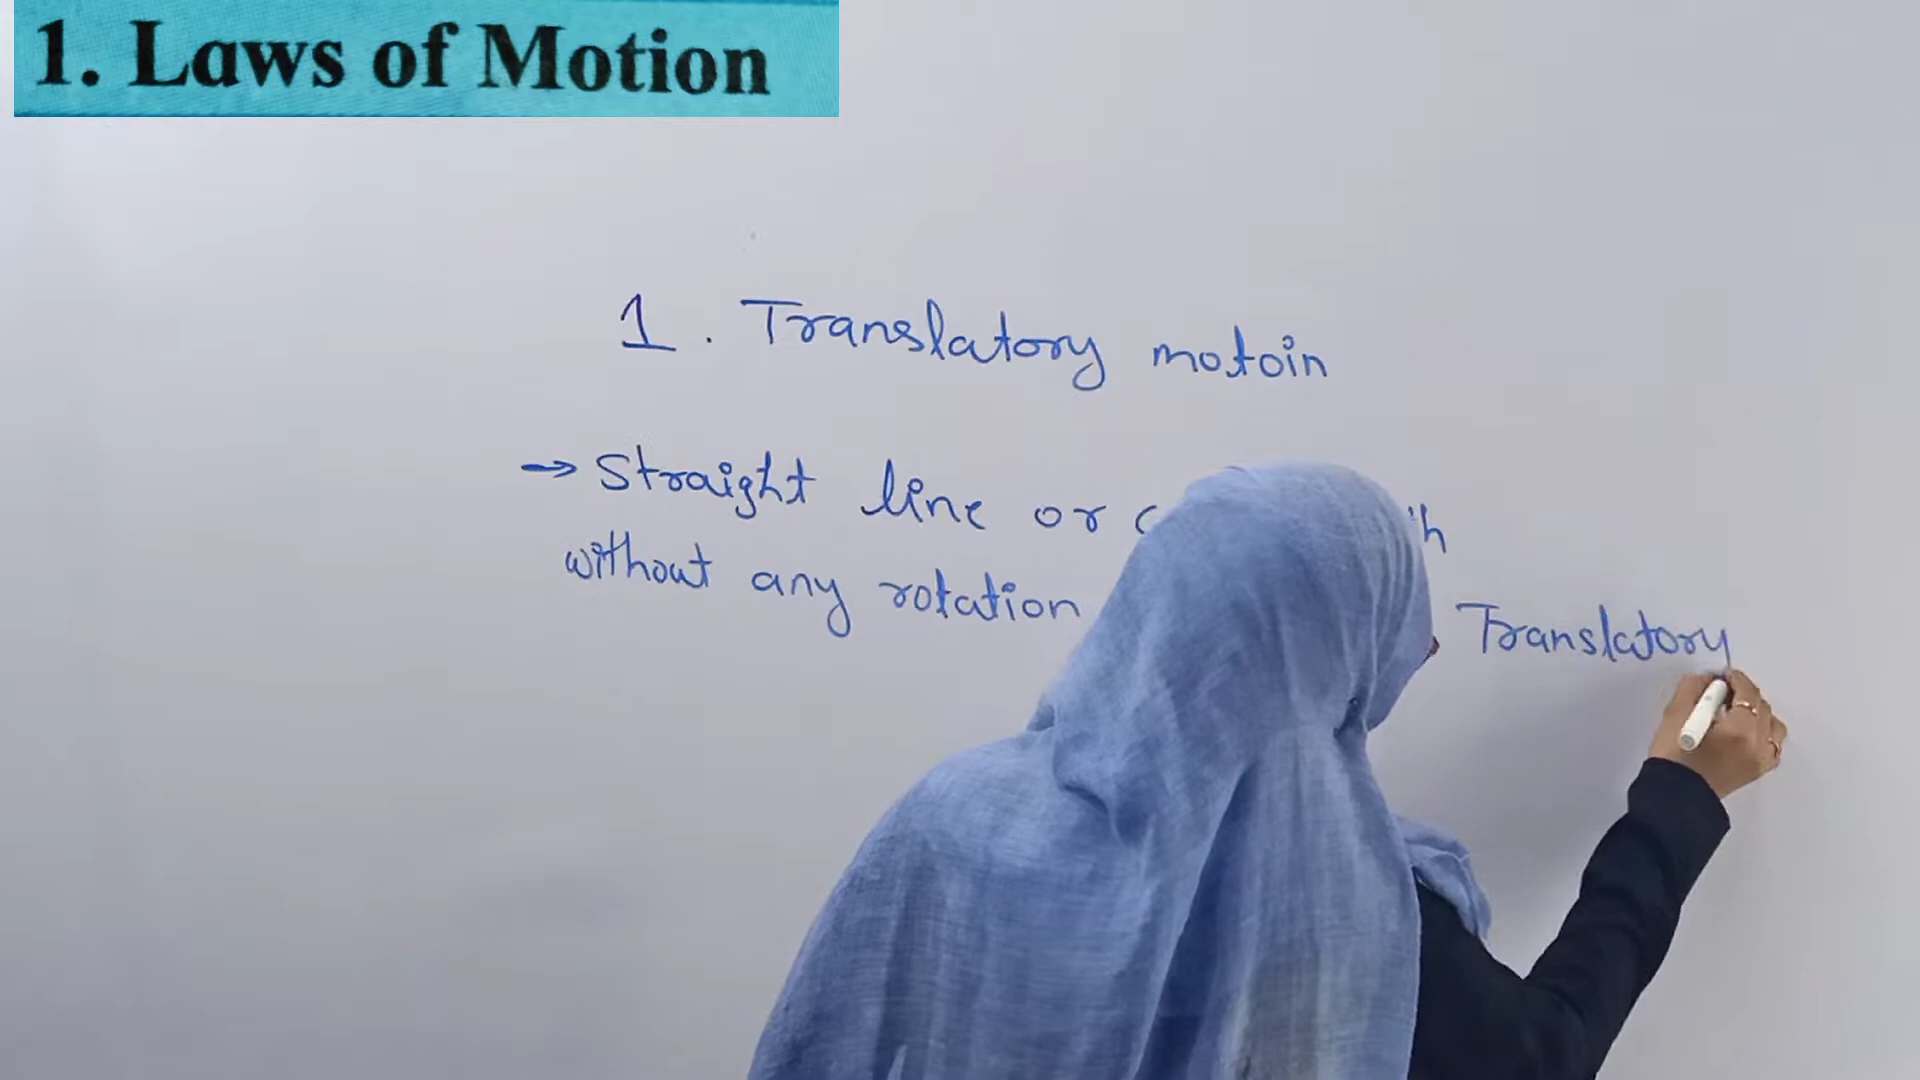 1. Laws of Motion
1. Translatory motoin
→ Straight line or
without any rotation Translatory